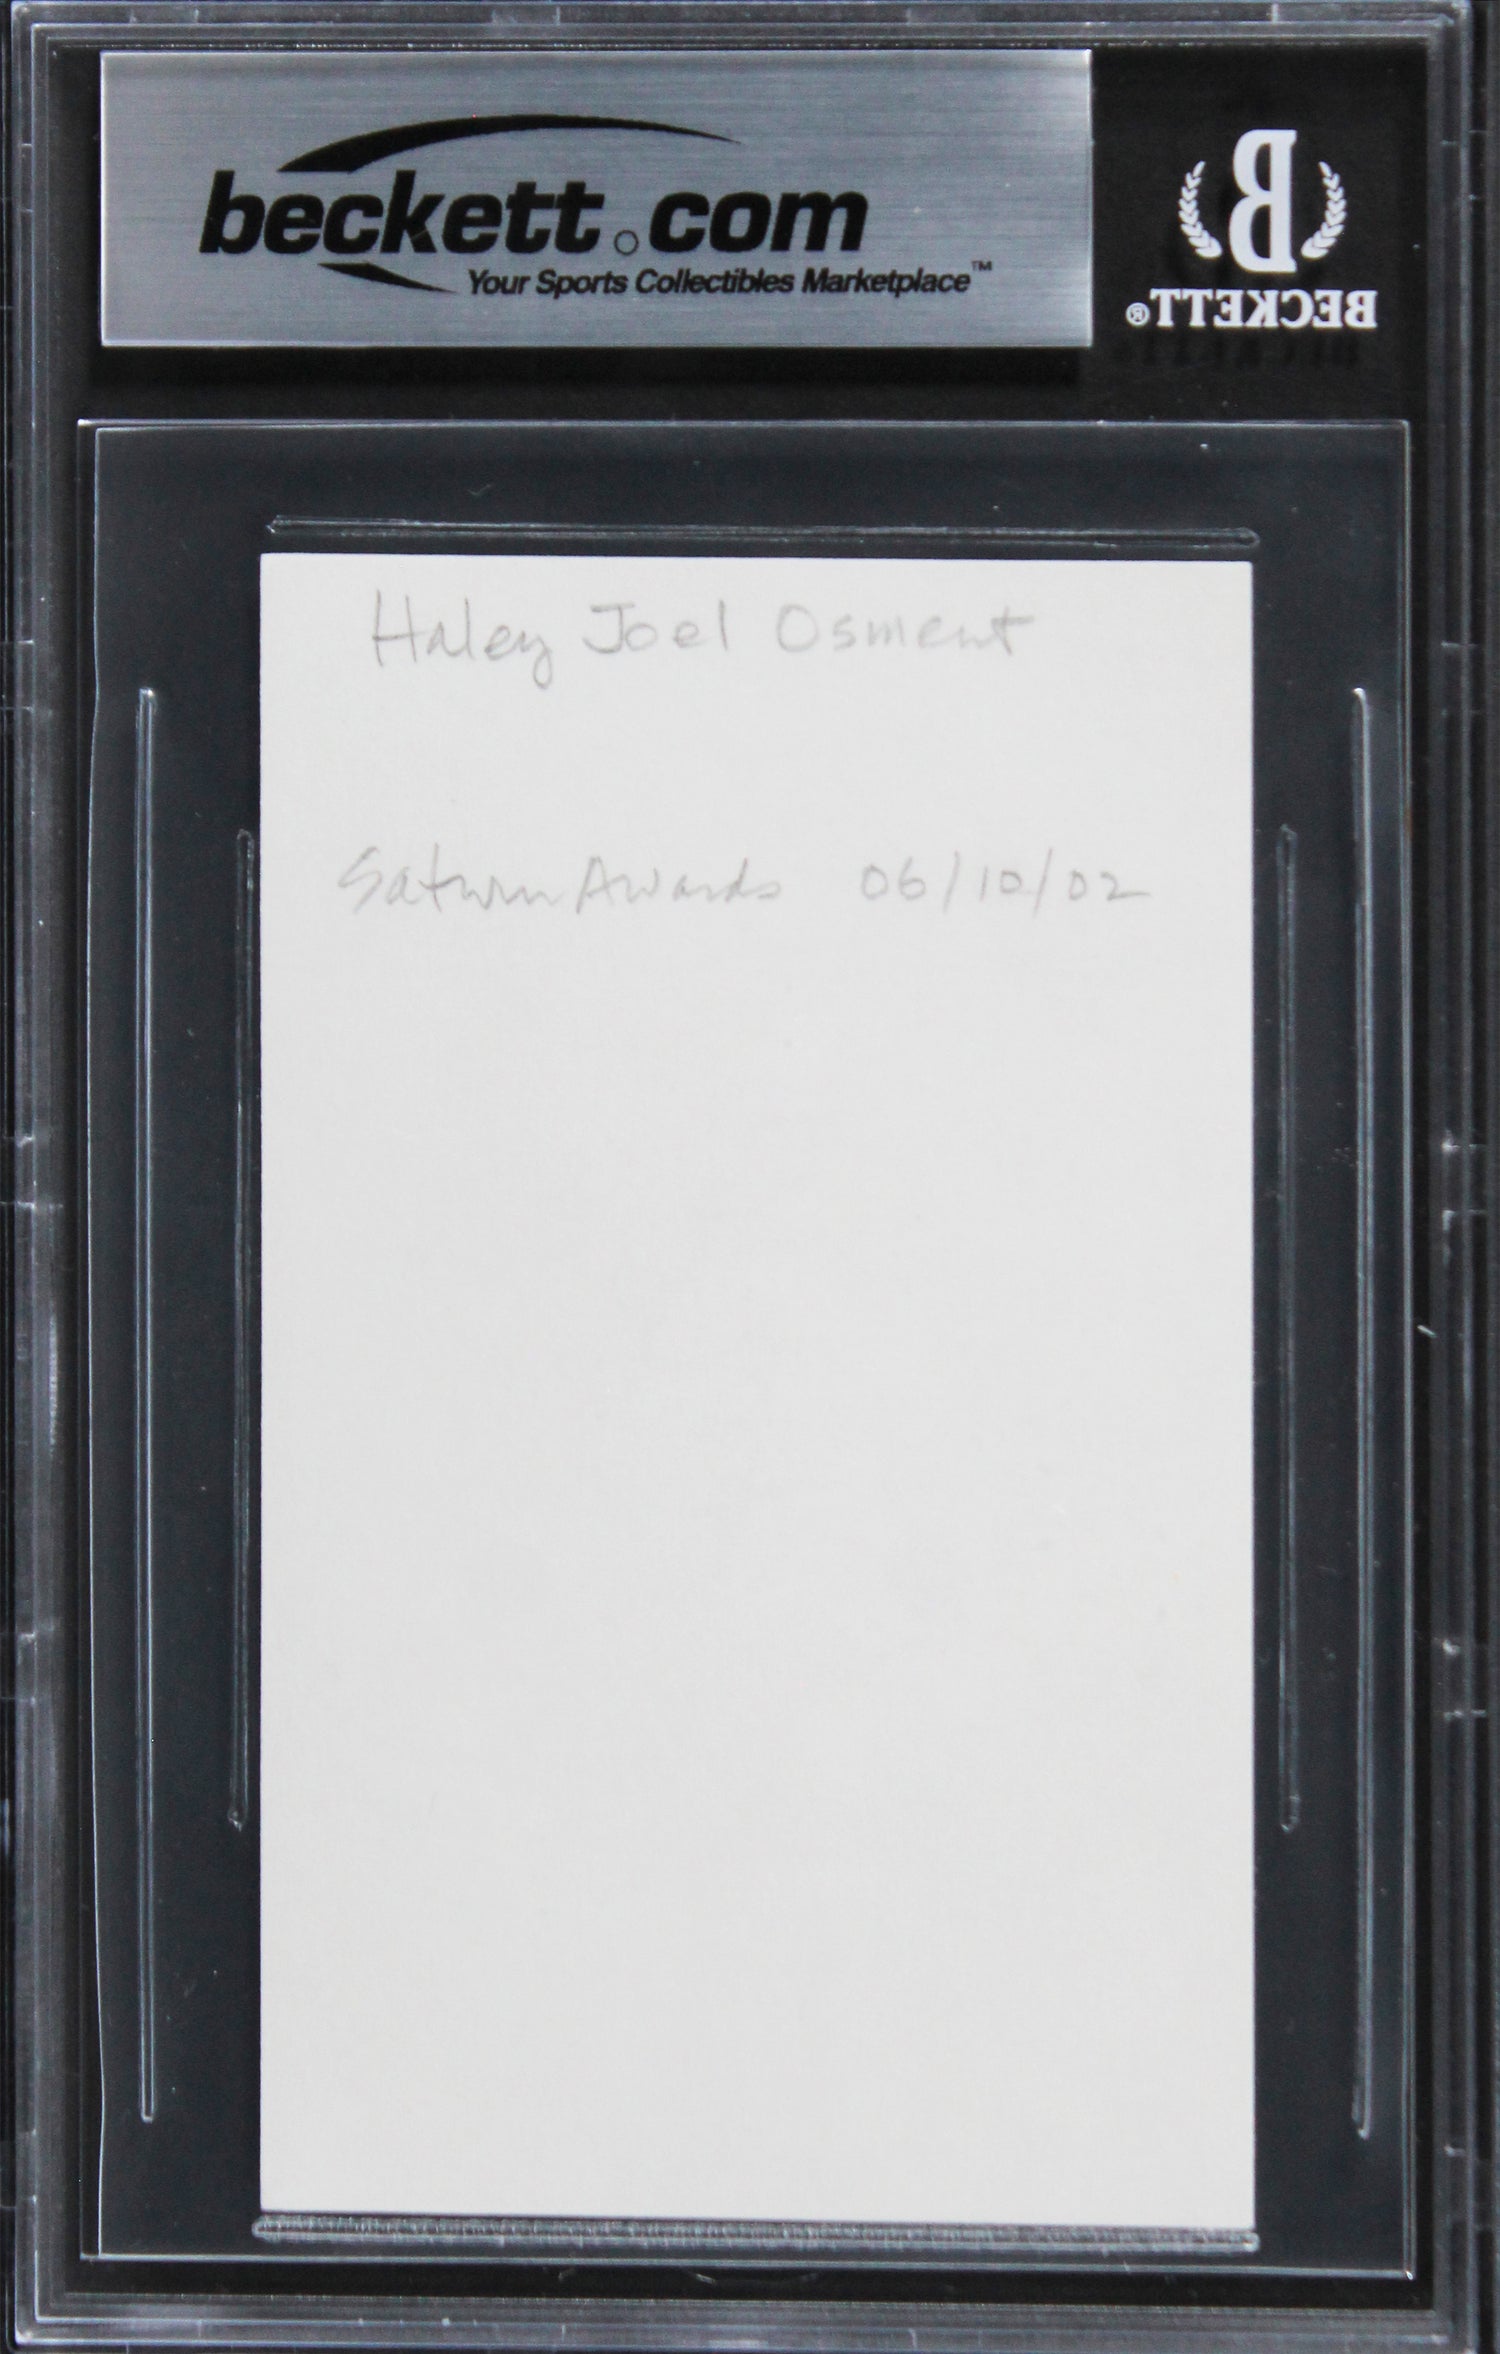 beckett.com
Your Sports Collectibles Marketplace™
B
BECKETT®
Haley Joel Osment
Saturn Awards 06/10/02